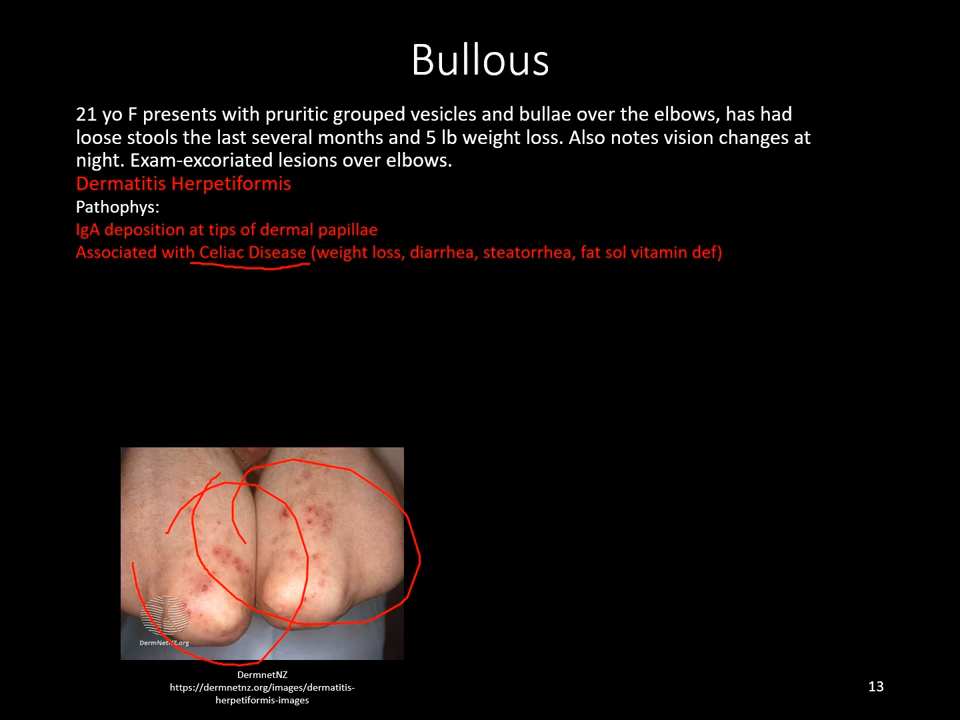 Bullous
21 yo F presents with pruritic grouped vesicles and bullae over the elbows, has had
loose stools the last several months and 5 lb weight loss. Also notes vision changes at
night. Exam-excoriated lesions over elbows.
Dermatitis Herpetiformis
Pathophys:
IgA deposition at tips of dermal papillae
Associated with Celiac Disease (weight loss, diarrhea, steatorrhea, fat sol vitamin def)
DermNetNZ.org
DermnetNZ
https://dermnetnz.org/images/dermatitis-
herpetiformis-images
13